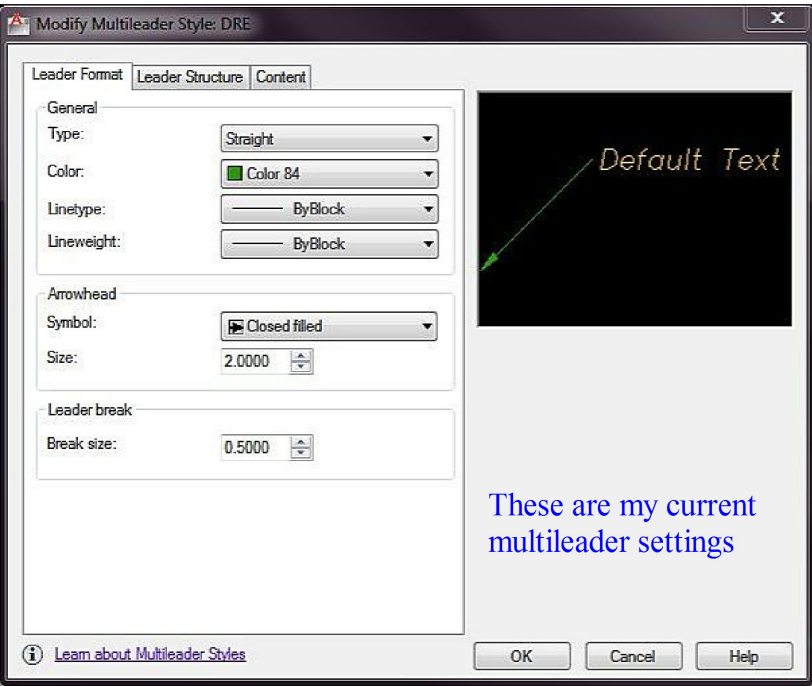 Modify Multileader Style: DRE
x
Leader Format Leader Structure Content
General
Type: Straight
Color: Color 84
Linetype: ByBlock
Lineweight: ByBlock
Arrowhead
Symbol: Closed filled
Size: 2.0000
Leader break
Break size: 0.5000
Default Text
These are my current
multileader settings
Learn about Multileader Styles
OK Cancel Help